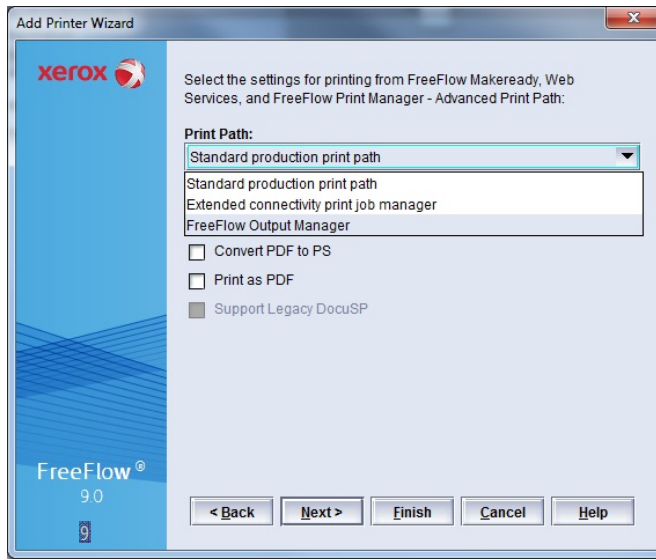 Add Printer Wizard
x
xerox
Select the settings for printing from FreeFlow Makeready, Web
Services, and FreeFlow Print Manager - Advanced Print Path:
Print Path:
Standard production print path
Standard production print path
Extended connectivity print job manager
FreeFlow Output Manager
Convert PDF to PS
Print as PDF
Support Legacy DocuSP
FreeFlow ®
9.0
9
< Back Next > Finish Cancel Help